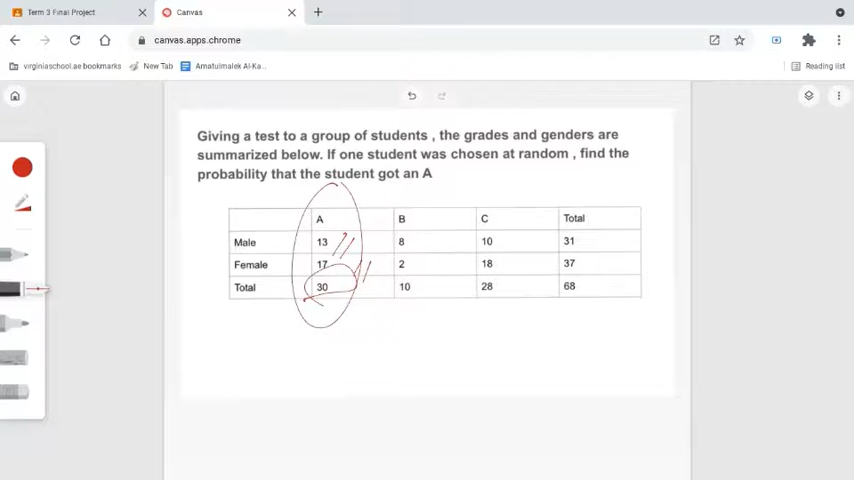 Term 3 Final Project
Canvas
canvas.apps.chrome
virginiaschool.ae bookmarks
New Tab
Amatulmalek Al-Ka...
Reading list
Giving a test to a group of students , the grades and genders are
summarized below. If one student was chosen at random , find the
probability that the student got an A
A B C Total
Male 13 8 10 31
Female 17 2 18 37
Total 30 10 28 68